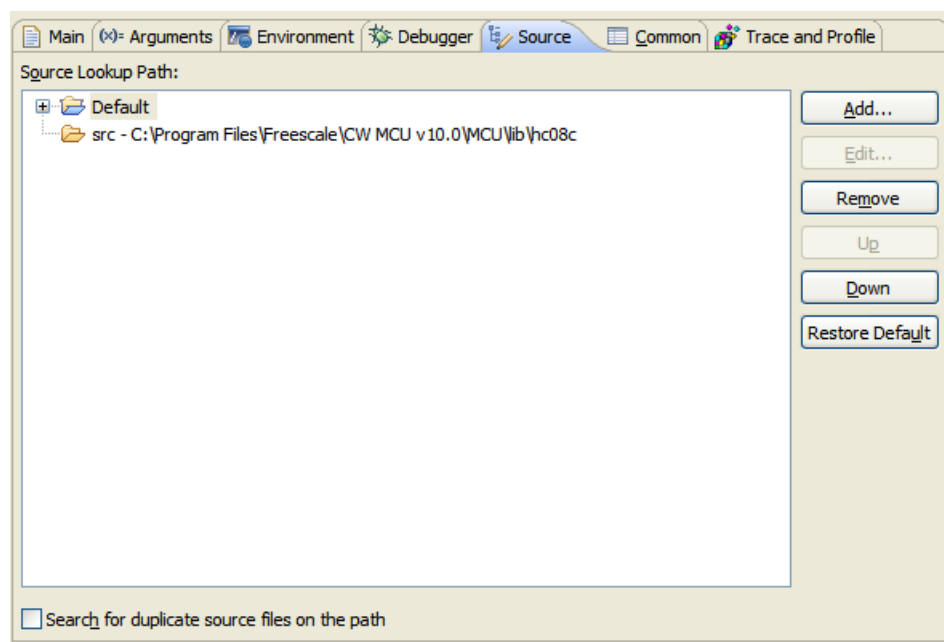 Main (x)= Arguments Environment Debugger Source Common Trace and Profile
Source Lookup Path:
Default
src - C:\Program Files\Freescale\CW MCU v10.0\MCU\lib\hc08c
Add...
Edit...
Remove
Up
Down
Restore Default
Search for duplicate source files on the path